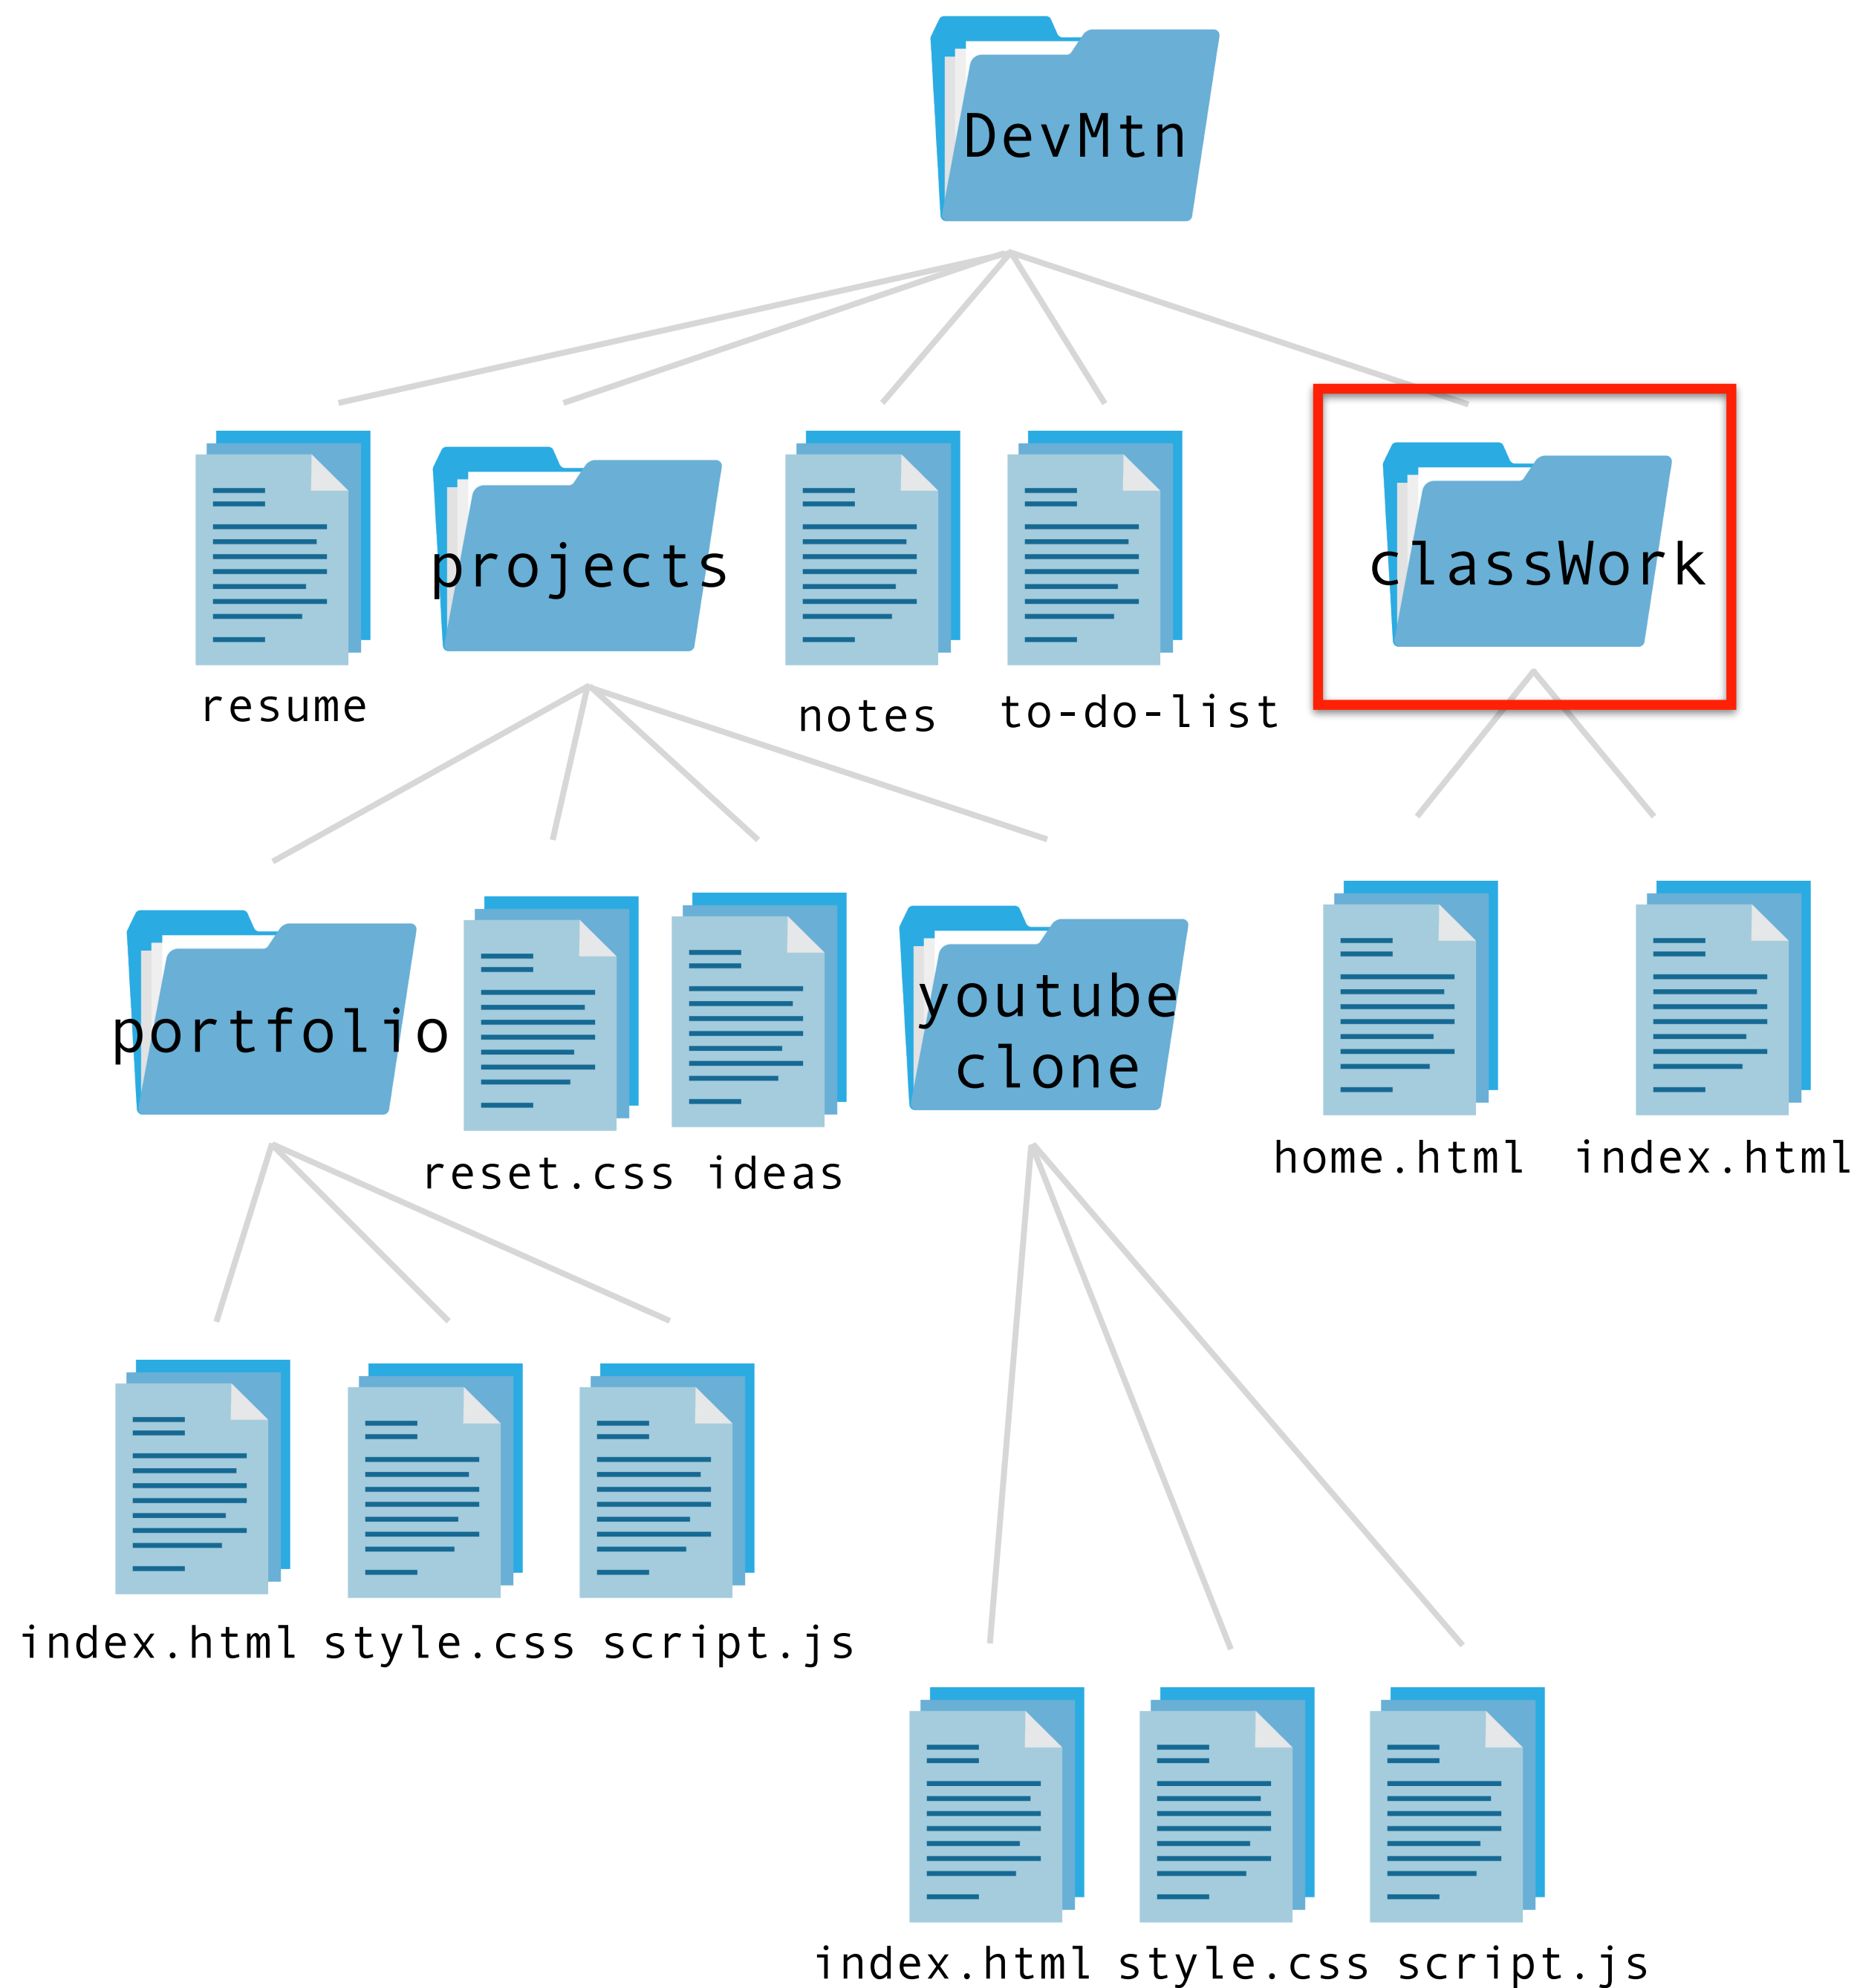 DevMtn
projects
classWork
resume
notes
to-do-list
portfolio
youtube
clone
reset.css
ideas
home.html
index.html
index.html
style.css
script.js
index.html
style.css
script.js